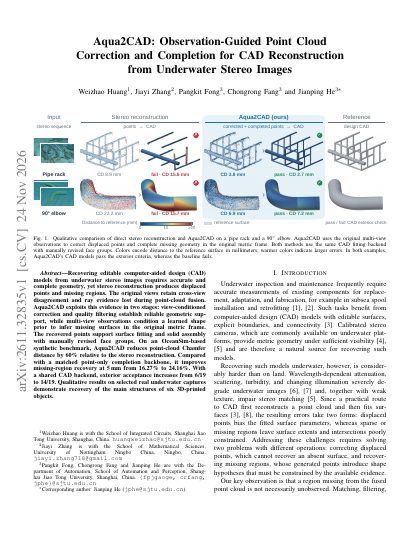 Aqua2CAD: Observation-Guided Point Cloud
Correction and Completion for CAD Reconstruction
from Underwater Stereo Images
Weizhao Huang1, Jiayi Zhang2, Pangkit Fong3, Chongrong Fang3 and Jianping He3*
arXiv:2611.32835v1 [cs.CV] 24 Nov 2026
Input
Stereo reconstruction
Aqua2CAD (ours)
Reference
stereo sequence
points → CAD
corrected + completed points → CAD
design CAD
Pipe rack
CD 8.9 mm
fail · CD 15.6 mm
CD 2.8 mm
pass · CD 2.6 mm
90° elbow
CD 22.2 mm
fail · CD 15.7 mm
CD 5.9 mm
pass · CD 7.2 mm
Distance to reference (mm)
reference surface
pass / fail CAD exterior check
Fig. 1. Qualitative comparison of direct stereo reconstruction and Aqua2CAD on a pipe rack and a 90° elbow. Aqua2CAD uses the original multi-view
observations to correct displaced points and complete missing geometry in the original metric frame. Both methods use the same CAD fitting backend
with manually revised face groups. Colors encode distance to the reference surface in millimeters; warmer colors indicate larger errors. In both examples,
Aqua2CAD models pass the exterior criteria, whereas the baseline fails.
Abstract—Recovering editable computer-aided design (CAD)
models from underwater stereo images requires accurate and
complete geometry, yet stereo reconstruction produces displaced
points and missing regions. The original views retain cross-view
disagreement and ray evidence lost during point-cloud fusion.
Aqua2CAD exploits this evidence in two stages: view-conditioned
correction and quality filtering establish reliable geometric sup-
port, while multi-view observations condition a learned shape
prior to infer missing surfaces in the original metric frame.
The recovered points support surface fitting and solid assembly
with manually revised face groups. On our OceanSim-based
synthetic benchmark, Aqua2CAD reduces point-cloud Chamfer
distance by 60% relative to the stereo reconstruction. Compared
with a matched point-only completion backbone, it improves
missing-region recovery at 5 mm from 16.27% to 24.16%. With
a shared CAD backend, exterior acceptance increases from 6/19
to 14/19. Qualitative results on selected real underwater captures
demonstrate recovery of the main structures of six 3D-printed
objects.
1Weizhao Huang is with the School of Integrated Circuits, Shanghai Jiao
Tong University, Shanghai, China. huangweizhao@sjtu.edu.cn
2Jiayi Zhang is with the School of Mathematical Sciences,
University of Nottingham Ningbo China, Ningbo, China.
3Pangkit Fong, Chongrong Fang and Jianping He are with the De-
partment of Automation, School of Automation and Perception, Shang-
hai Jiao Tong University, Shanghai, China.
*Corresponding author: Jianping He (jphe@sjtu.edu.cn)
I. INTRODUCTION
Underwater inspection and maintenance frequently require
accurate measurements of existing components for replace-
ment, adaptation, and fabrication, for example in subsea spool
installation and retrofitting [1], [2]. Such tasks benefit from
computer-aided design (CAD) models with editable surfaces,
explicit boundaries, and connectivity [3]. Calibrated stereo
cameras, which are commonly available on underwater plat-
forms, provide metric geometry under sufficient visibility [4],
[5] and are therefore a natural source for recovering such
models.
Recovering such models underwater, however, is consider-
ably harder than on land. Wavelength-dependent attenuation,
scattering, turbidity, and changing illumination severely de-
grade underwater images [6], [7] and, together with weak
texture, impair stereo matching [5]. Since a practical route
to CAD first reconstructs a point cloud and then fits sur-
faces [3], [8], the resulting errors take two forms: displaced
points bias the fitted surface parameters, whereas sparse or
missing regions leave surface extents and intersections poorly
constrained. Addressing these challenges requires solving
two problems with different operations: correcting displaced
points, which cannot recover an absent surface, and recover-
ing missing regions, whose generated points introduce shape
hypotheses that must be constrained by the available evidence.
Our key observation is that a region missing from the
fused point cloud is not necessarily unobserved. Matching, filtering,